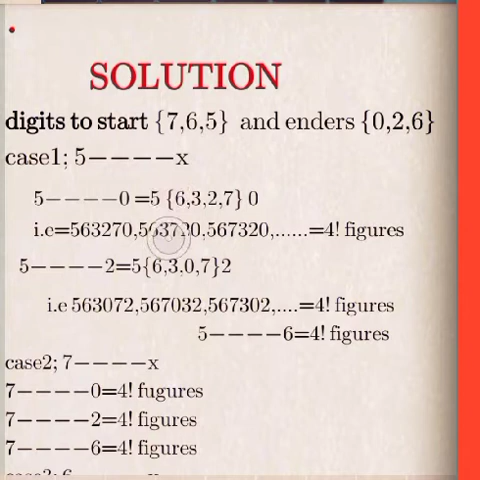 SOLUTION
digits to start {7,6,5} and enders {0,2,6}
case1; 5————x
5————0 =5 {6,3,2,7} 0
i.e=563270,563720,567320,......=4! figures
5————2=5{6,3,0,7}2
i.e 563072,567032,567302,....=4! figures
5————6=4! figures
case2; 7————x
7————0=4! fugures
7————2=4! figures
7————6=4! figures